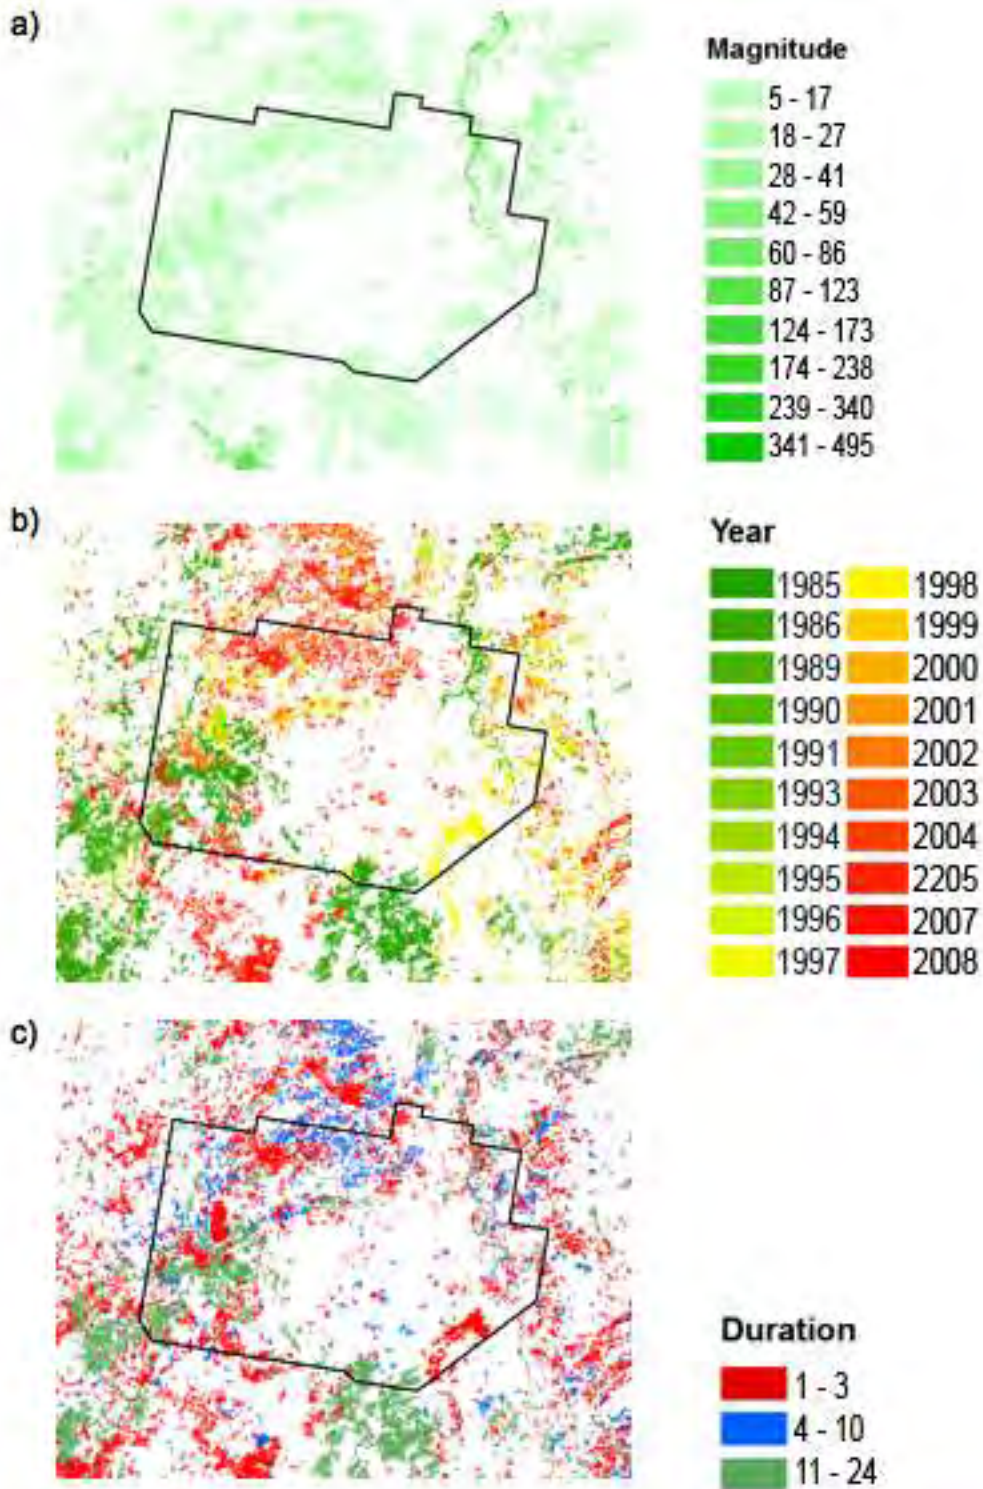 a)
Magnitude
5 - 17
18 - 27
28 - 41
42 - 59
60 - 86
87 - 123
124 - 173
174 - 238
239 - 340
341 - 495
b)
Year
1985 1998
1986 1999
1989 2000
1990 2001
1991 2002
1993 2003
1994 2004
1995 2205
1996 2007
1997 2008
c)
Duration
1 - 3
4 - 10
11 - 24